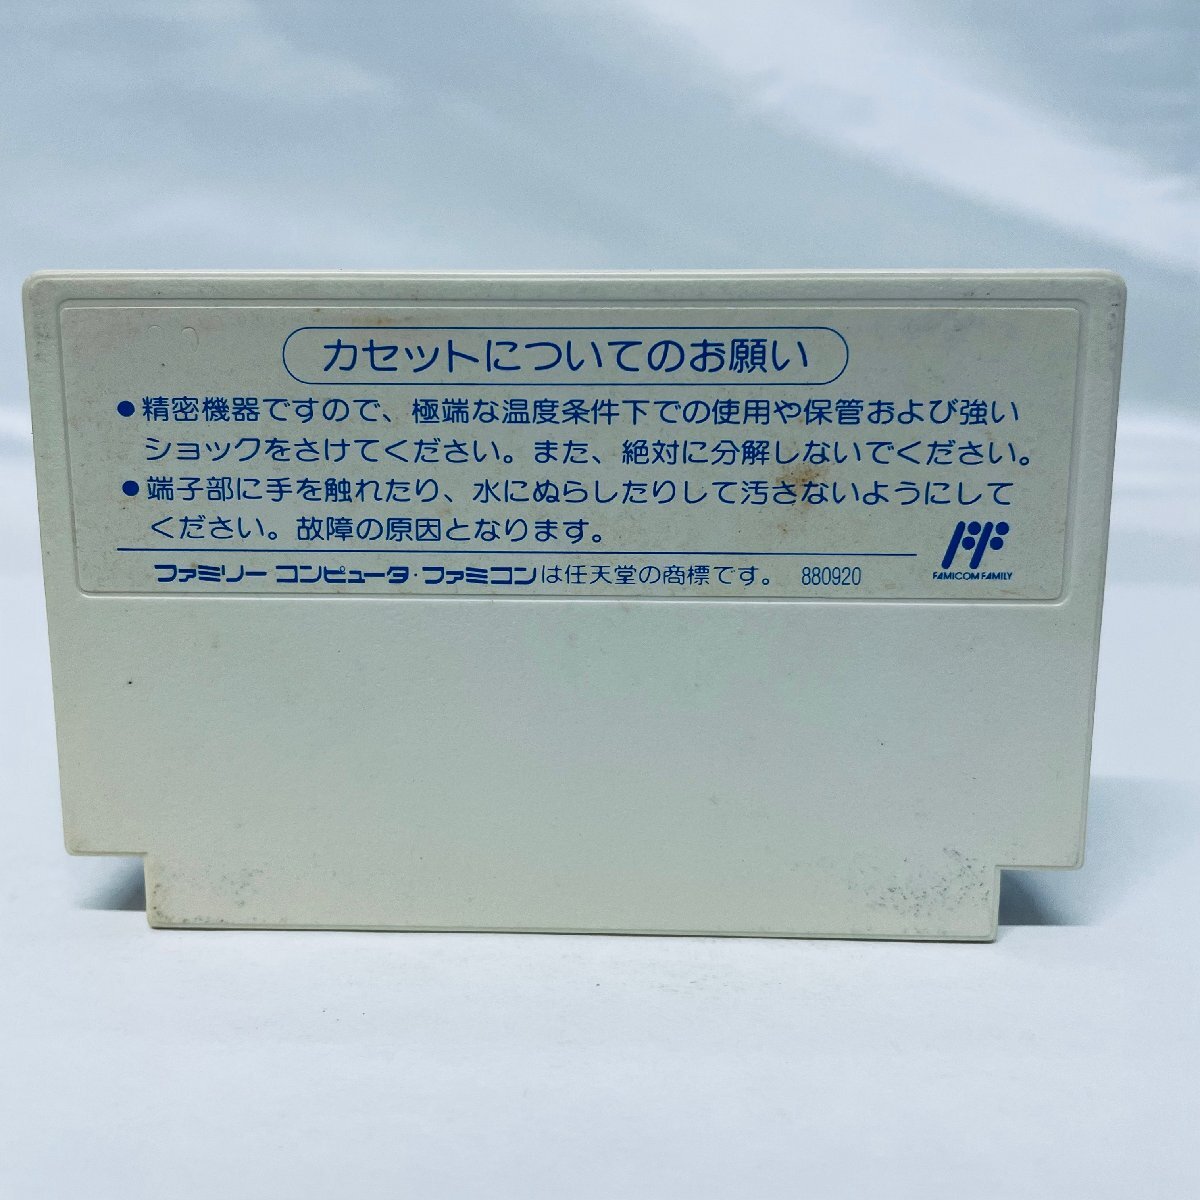 カセットについてのお願い
●精密機器ですので、極端な温度条件下での使用や保管および強い
ショックをさけてください。また、絶対に分解しないでください。
●端子部に手を触れたり、水にぬらしたりして汚さないようにして
ください。故障の原因となります。
ファミリーコンピュータ・ファミコンは任天堂の商標です。 880920
FAMICOM FAMILY